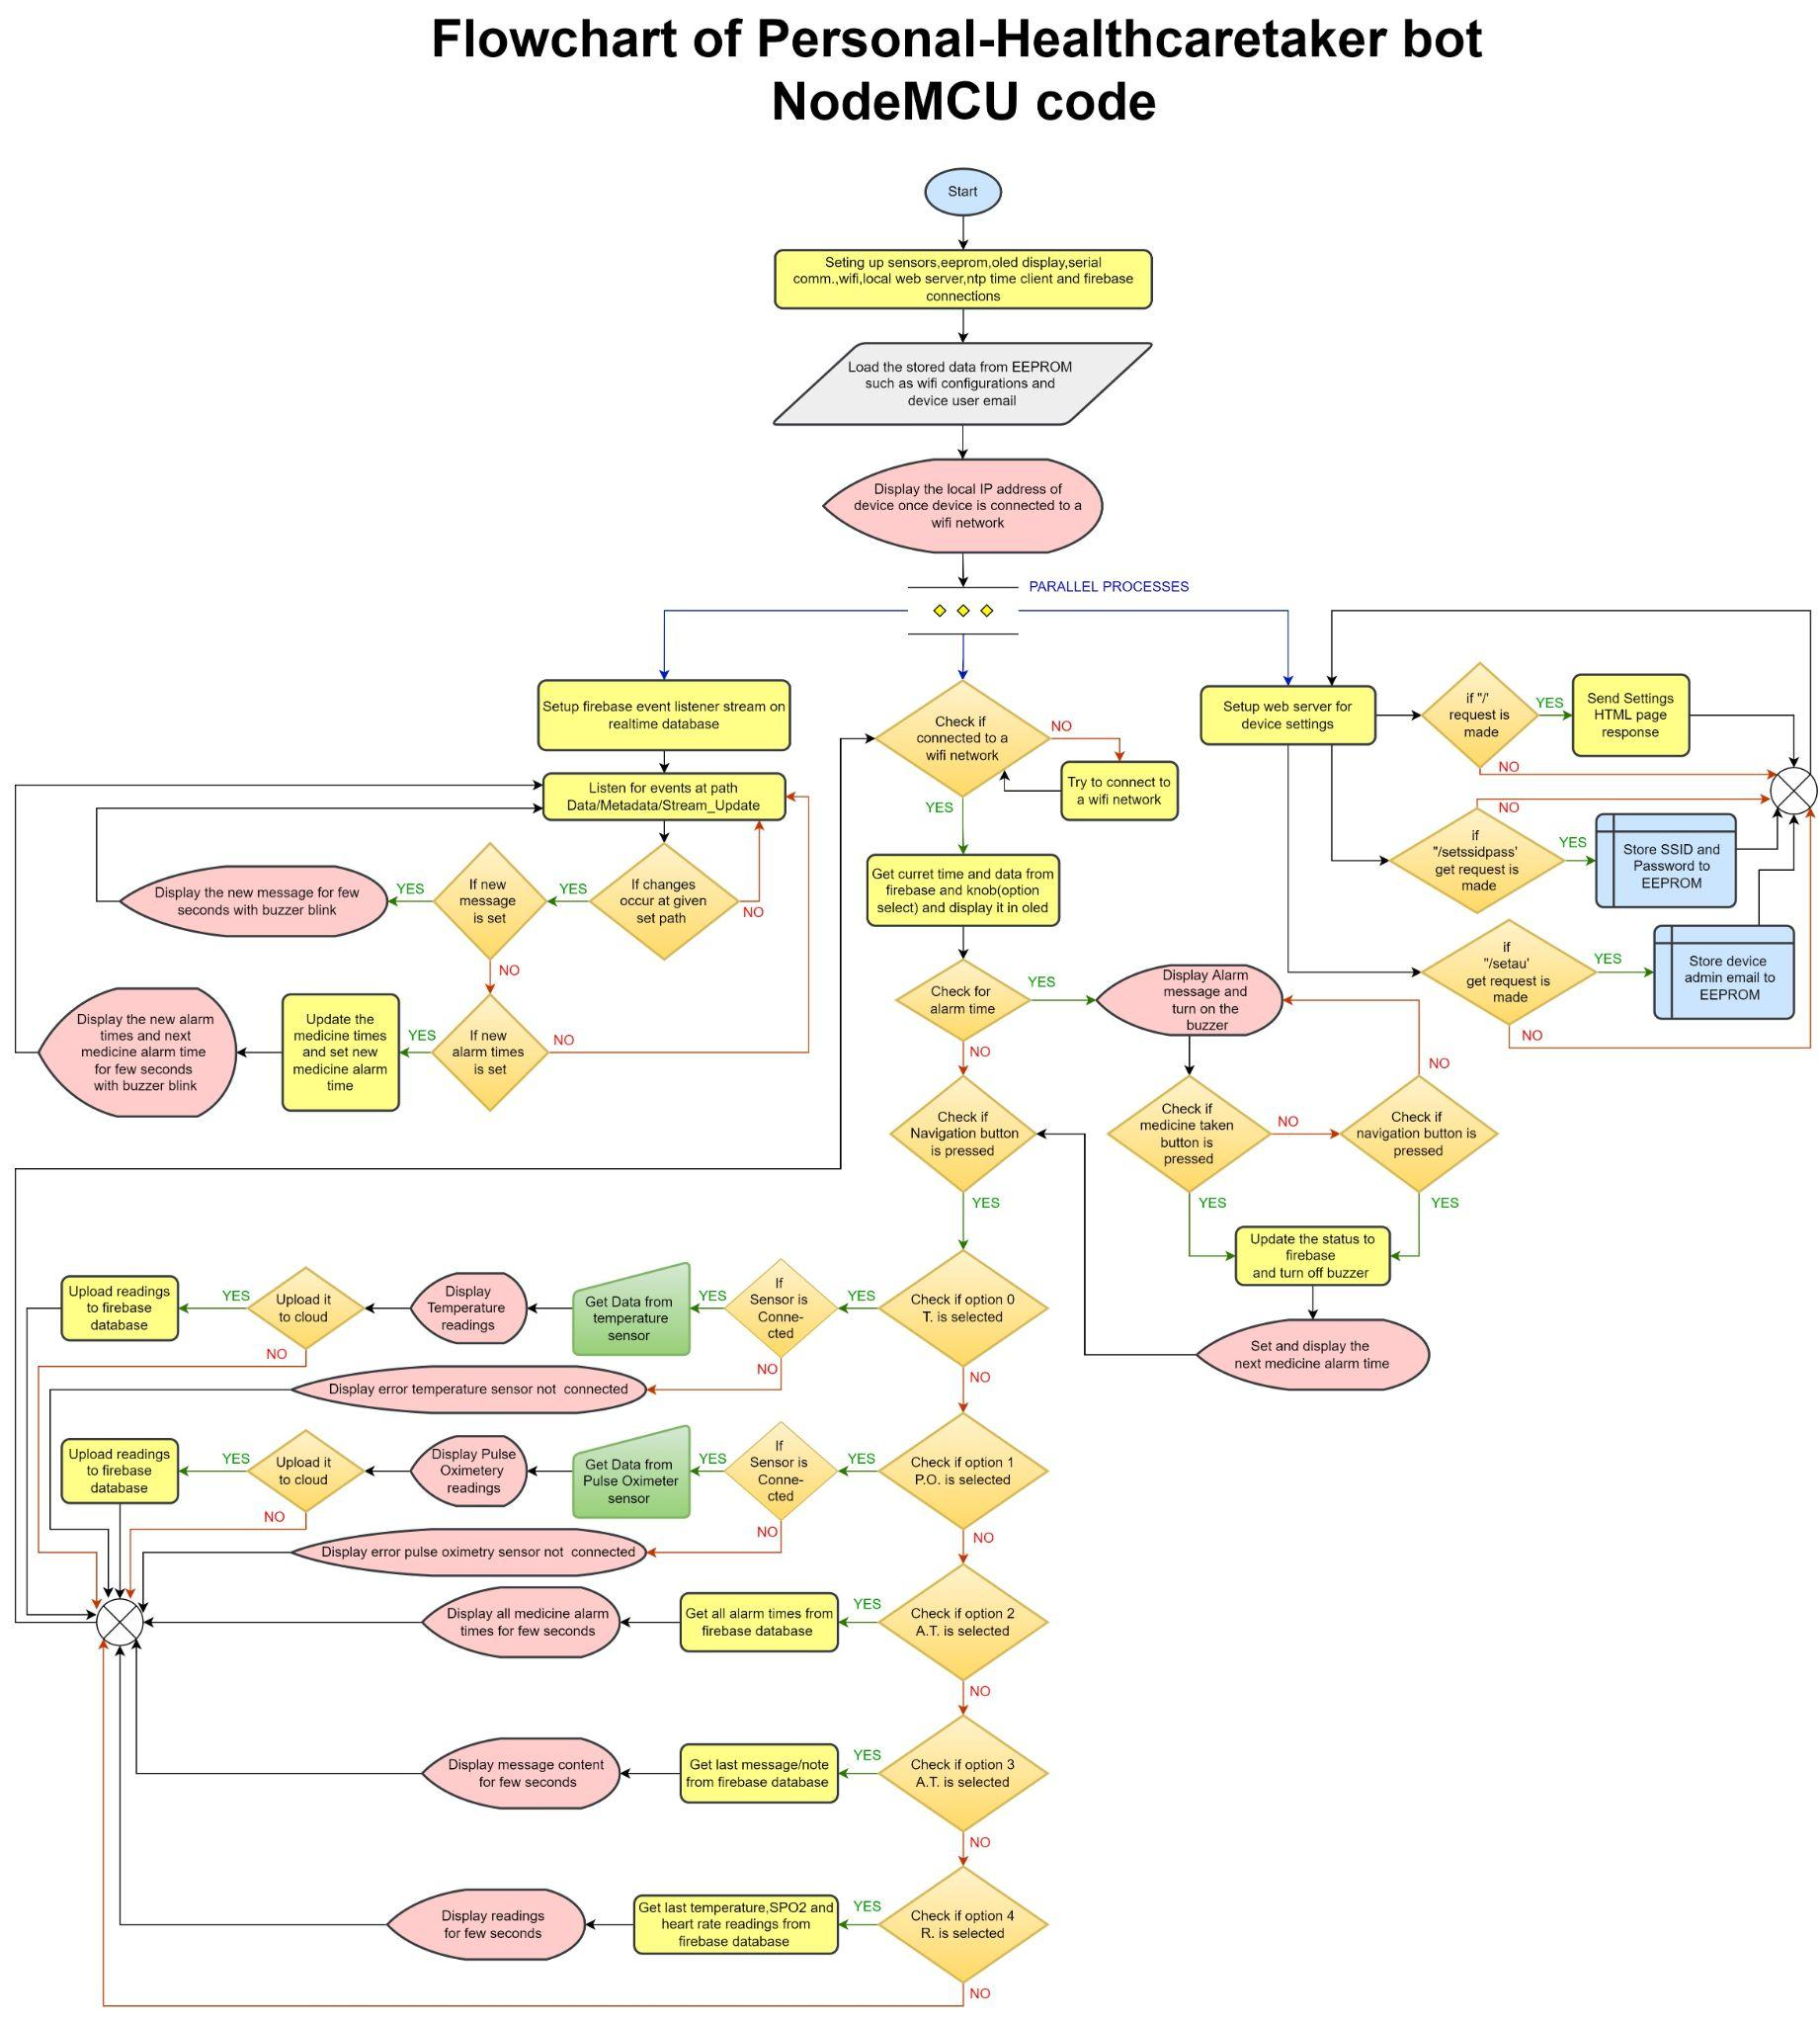 Flowchart of Personal-Healthcaretaker bot
NodeMCU code
Start
Seting up sensors,eeprom,oled display,serial
comm.,wifi,local web server,ntp time client and firebase
connections
Load the stored data from EEPROM
such as wifi configurations and
device user email
Display the local IP address of
device once device is connected to a
wifi network
PARALLEL PROCESSES
Setup firebase event listener stream on
realtime database
Listen for events at path
Data/Metadata/Stream_Update
If changes
occur at given
set path
NO
YES
If new
message
is set
YES
Display the new message for few
seconds with buzzer blink
NO
If new
alarm times
is set
NO
YES
Update the
medicine times
and set new
medicine alarm
time
Display the new alarm
times and next
medicine alarm time
for few seconds
with buzzer blink
Check if
connected to a
wifi network
NO
Try to connect to
a wifi network
YES
Get curret time and data from
firebase and knob(option
select) and display it in oled
Check for
alarm time
YES
Display Alarm
message and
turn on the
buzzer
NO
Check if
Navigation button
is pressed
Check if
medicine taken
button is
pressed
NO
Check if
navigation button is
pressed
NO
YES
YES
Update the status to
firebase
and turn off buzzer
Set and display the
next medicine alarm time
Setup web server for
device settings
if "/'
request is
made
YES
Send Settings
HTML page
response
NO
NO
if
"/setssidpass'
get request is
made
YES
Store SSID and
Password to
EEPROM
if
"/setau'
get request is
made
YES
Store device
admin email to
EEPROM
NO
YES
Check if option 0
T. is selected
YES
If
Sensor is
Conne-
cted
YES
Get Data from
temperature
sensor
Display
Temperature
readings
Upload it
to cloud
YES
Upload readings
to firebase
database
NO
NO
Display error temperature sensor not  connected
NO
Check if option 1
P.O. is selected
YES
If
Sensor is
Conne-
cted
YES
Get Data from
Pulse Oximeter
sensor
Display Pulse
Oximetery
readings
Upload it
to cloud
YES
Upload readings
to firebase
database
NO
NO
Display error pulse oximetry sensor not  connected
NO
Check if option 2
A.T. is selected
YES
Get all alarm times from
firebase database
Display all medicine alarm
times for few seconds
NO
Check if option 3
A.T. is selected
YES
Get last message/note
from firebase database
Display message content
for few seconds
NO
Check if option 4
R. is selected
YES
Get last temperature,SPO2 and
heart rate readings from
firebase database
Display readings
for few seconds
NO